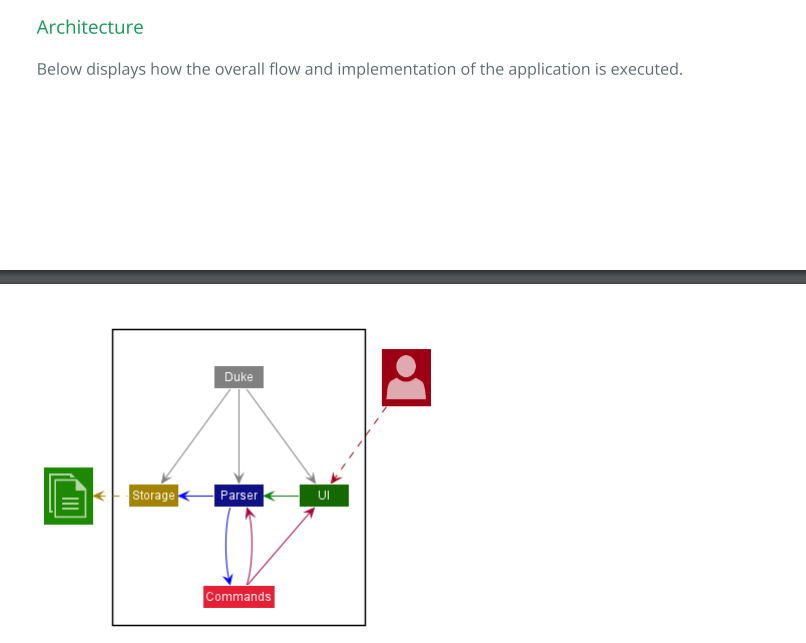 Architecture
Below displays how the overall flow and implementation of the application is executed.
Duke
Storage
Parser
UI
Commands